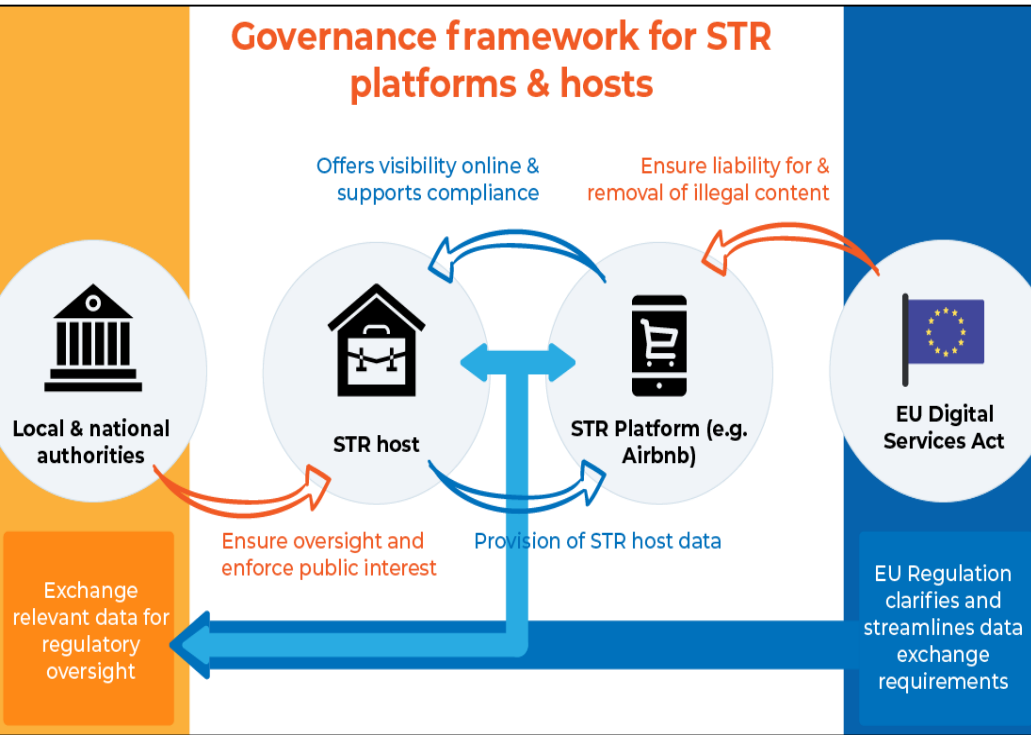 Governance framework for STR
platforms & hosts
Offers visibility online &
supports compliance
Ensure liability for &
removal of illegal content
Local & national
authorities
STR host
STR Platform (e.g.
Airbnb)
EU Digital
Services Act
Ensure oversight and
enforce public interest
Provision of STR host data
Exchange
relevant data for
regulatory
oversight
EU Regulation
clarifies and
streamlines data
exchange
requirements